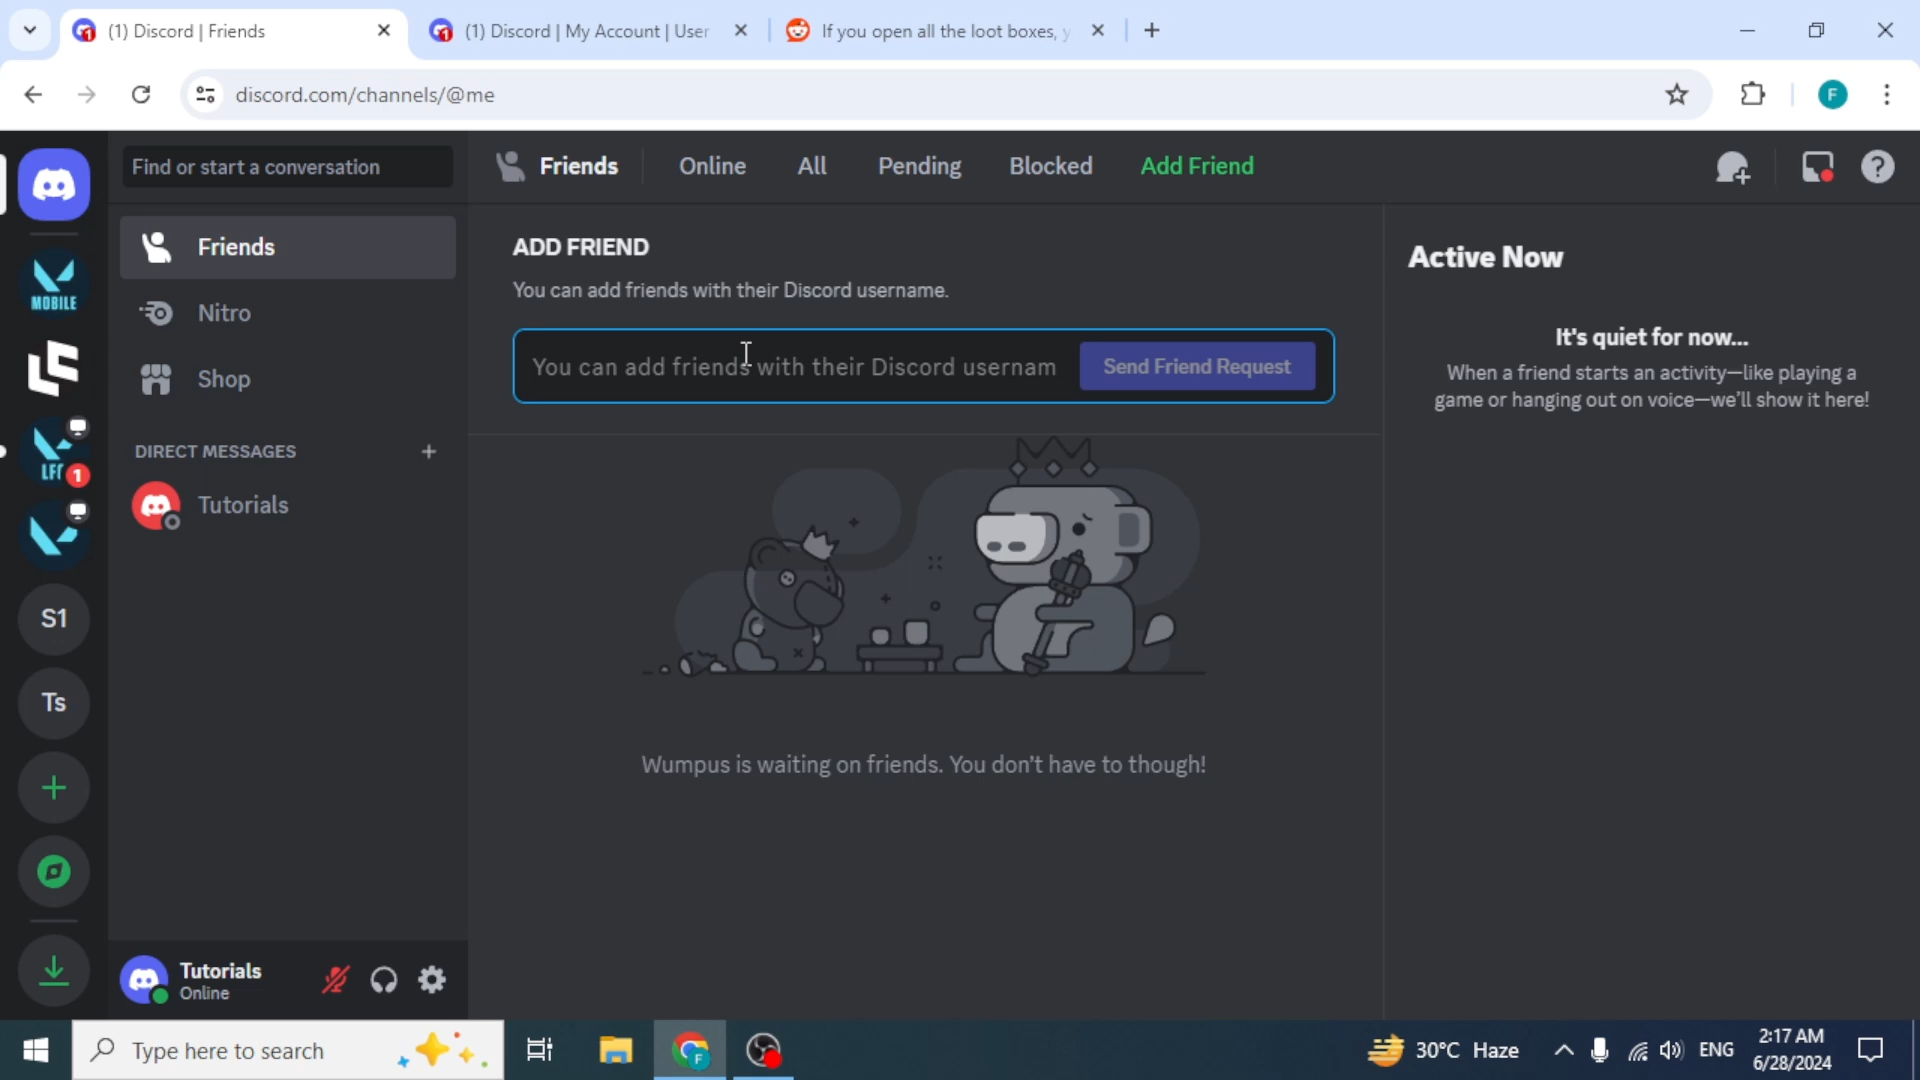 (1) Discord | Friends
(1) Discord | My Account | User
If you open all the loot boxes, y
discord.com/channels/@me
F
Find or start a conversation
Friends
Online
All
Pending
Blocked
Add Friend
Friends
Nitro
Shop
DIRECT MESSAGES
Tutorials
MOBILE
LF
1
S1
Ts
ADD FRIEND
You can add friends with their Discord username.
You can add friends with their Discord usernam
Send Friend Request
Wumpus is waiting on friends. You don't have to though!
Active Now
It's quiet for now...
When a friend starts an activity—like playing a
game or hanging out on voice—we'll show it here!
Tutorials
Online
Type here to search
30°C Haze
ENG
2:17 AM
6/28/2024